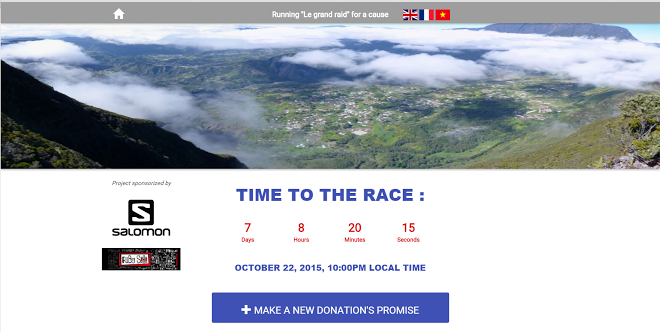 Running "Le grand raid" for a cause
Project sponsorized by
TIME TO THE RACE :
SALOMON
7 8 20 15
Days Hours Minutes Seconds
OCTOBER 22, 2015, 10:00PM LOCAL TIME
MAKE A NEW DONATION'S PROMISE